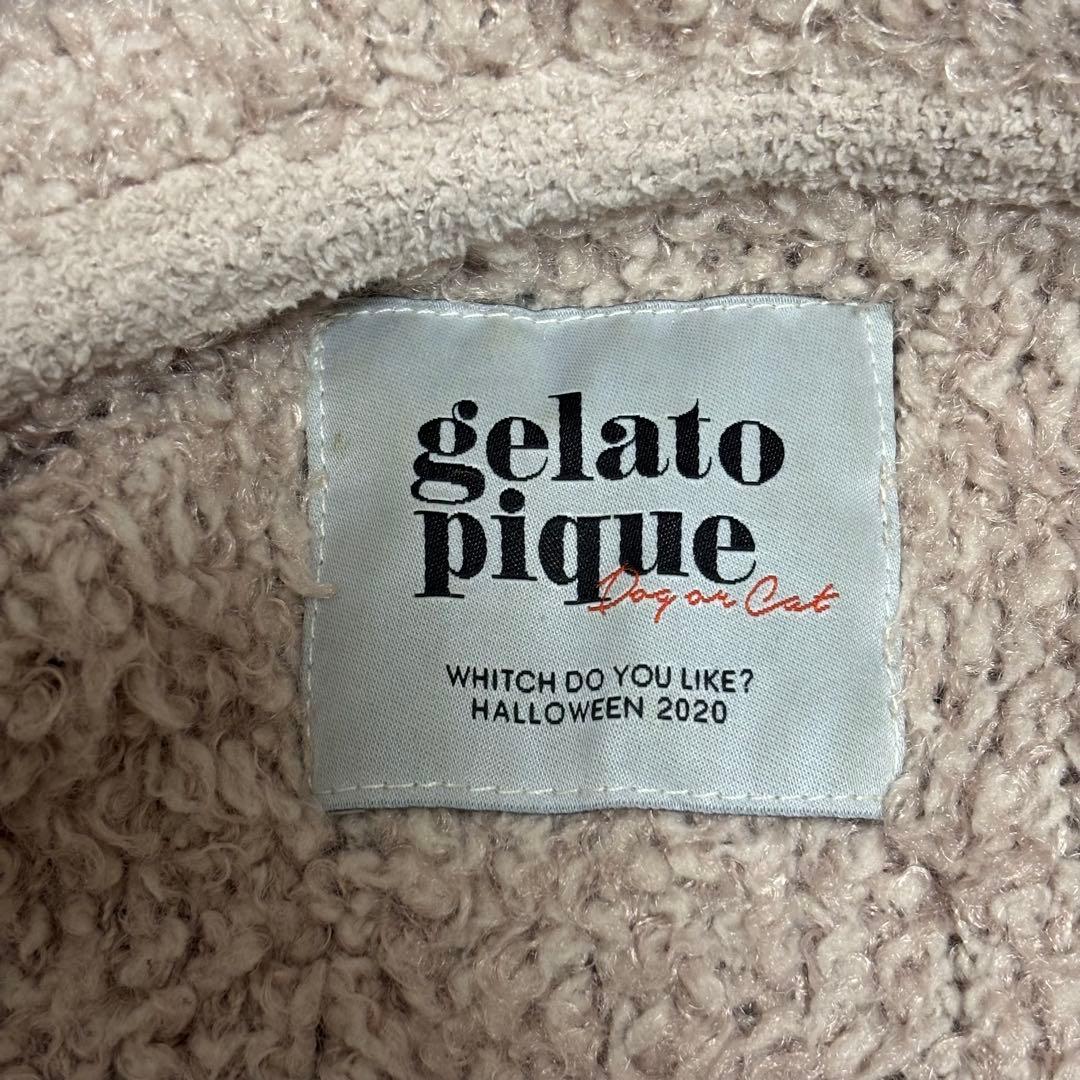 gelato
pique
Dog or Cat
WHITCH DO YOU LIKE?
HALLOWEEN 2020